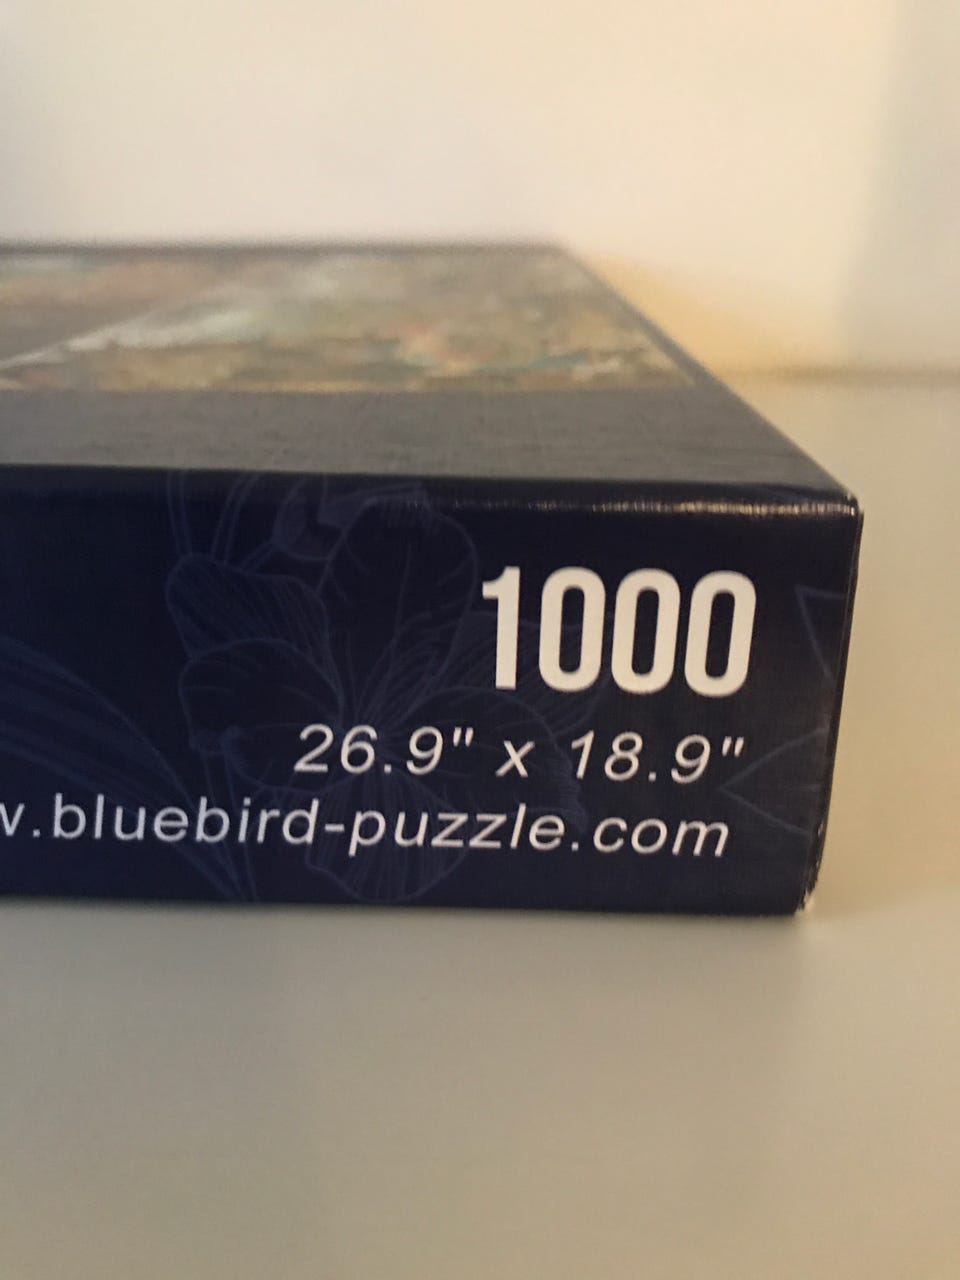 1000
26.9" x 18.9"
w.bluebird-puzzle.com